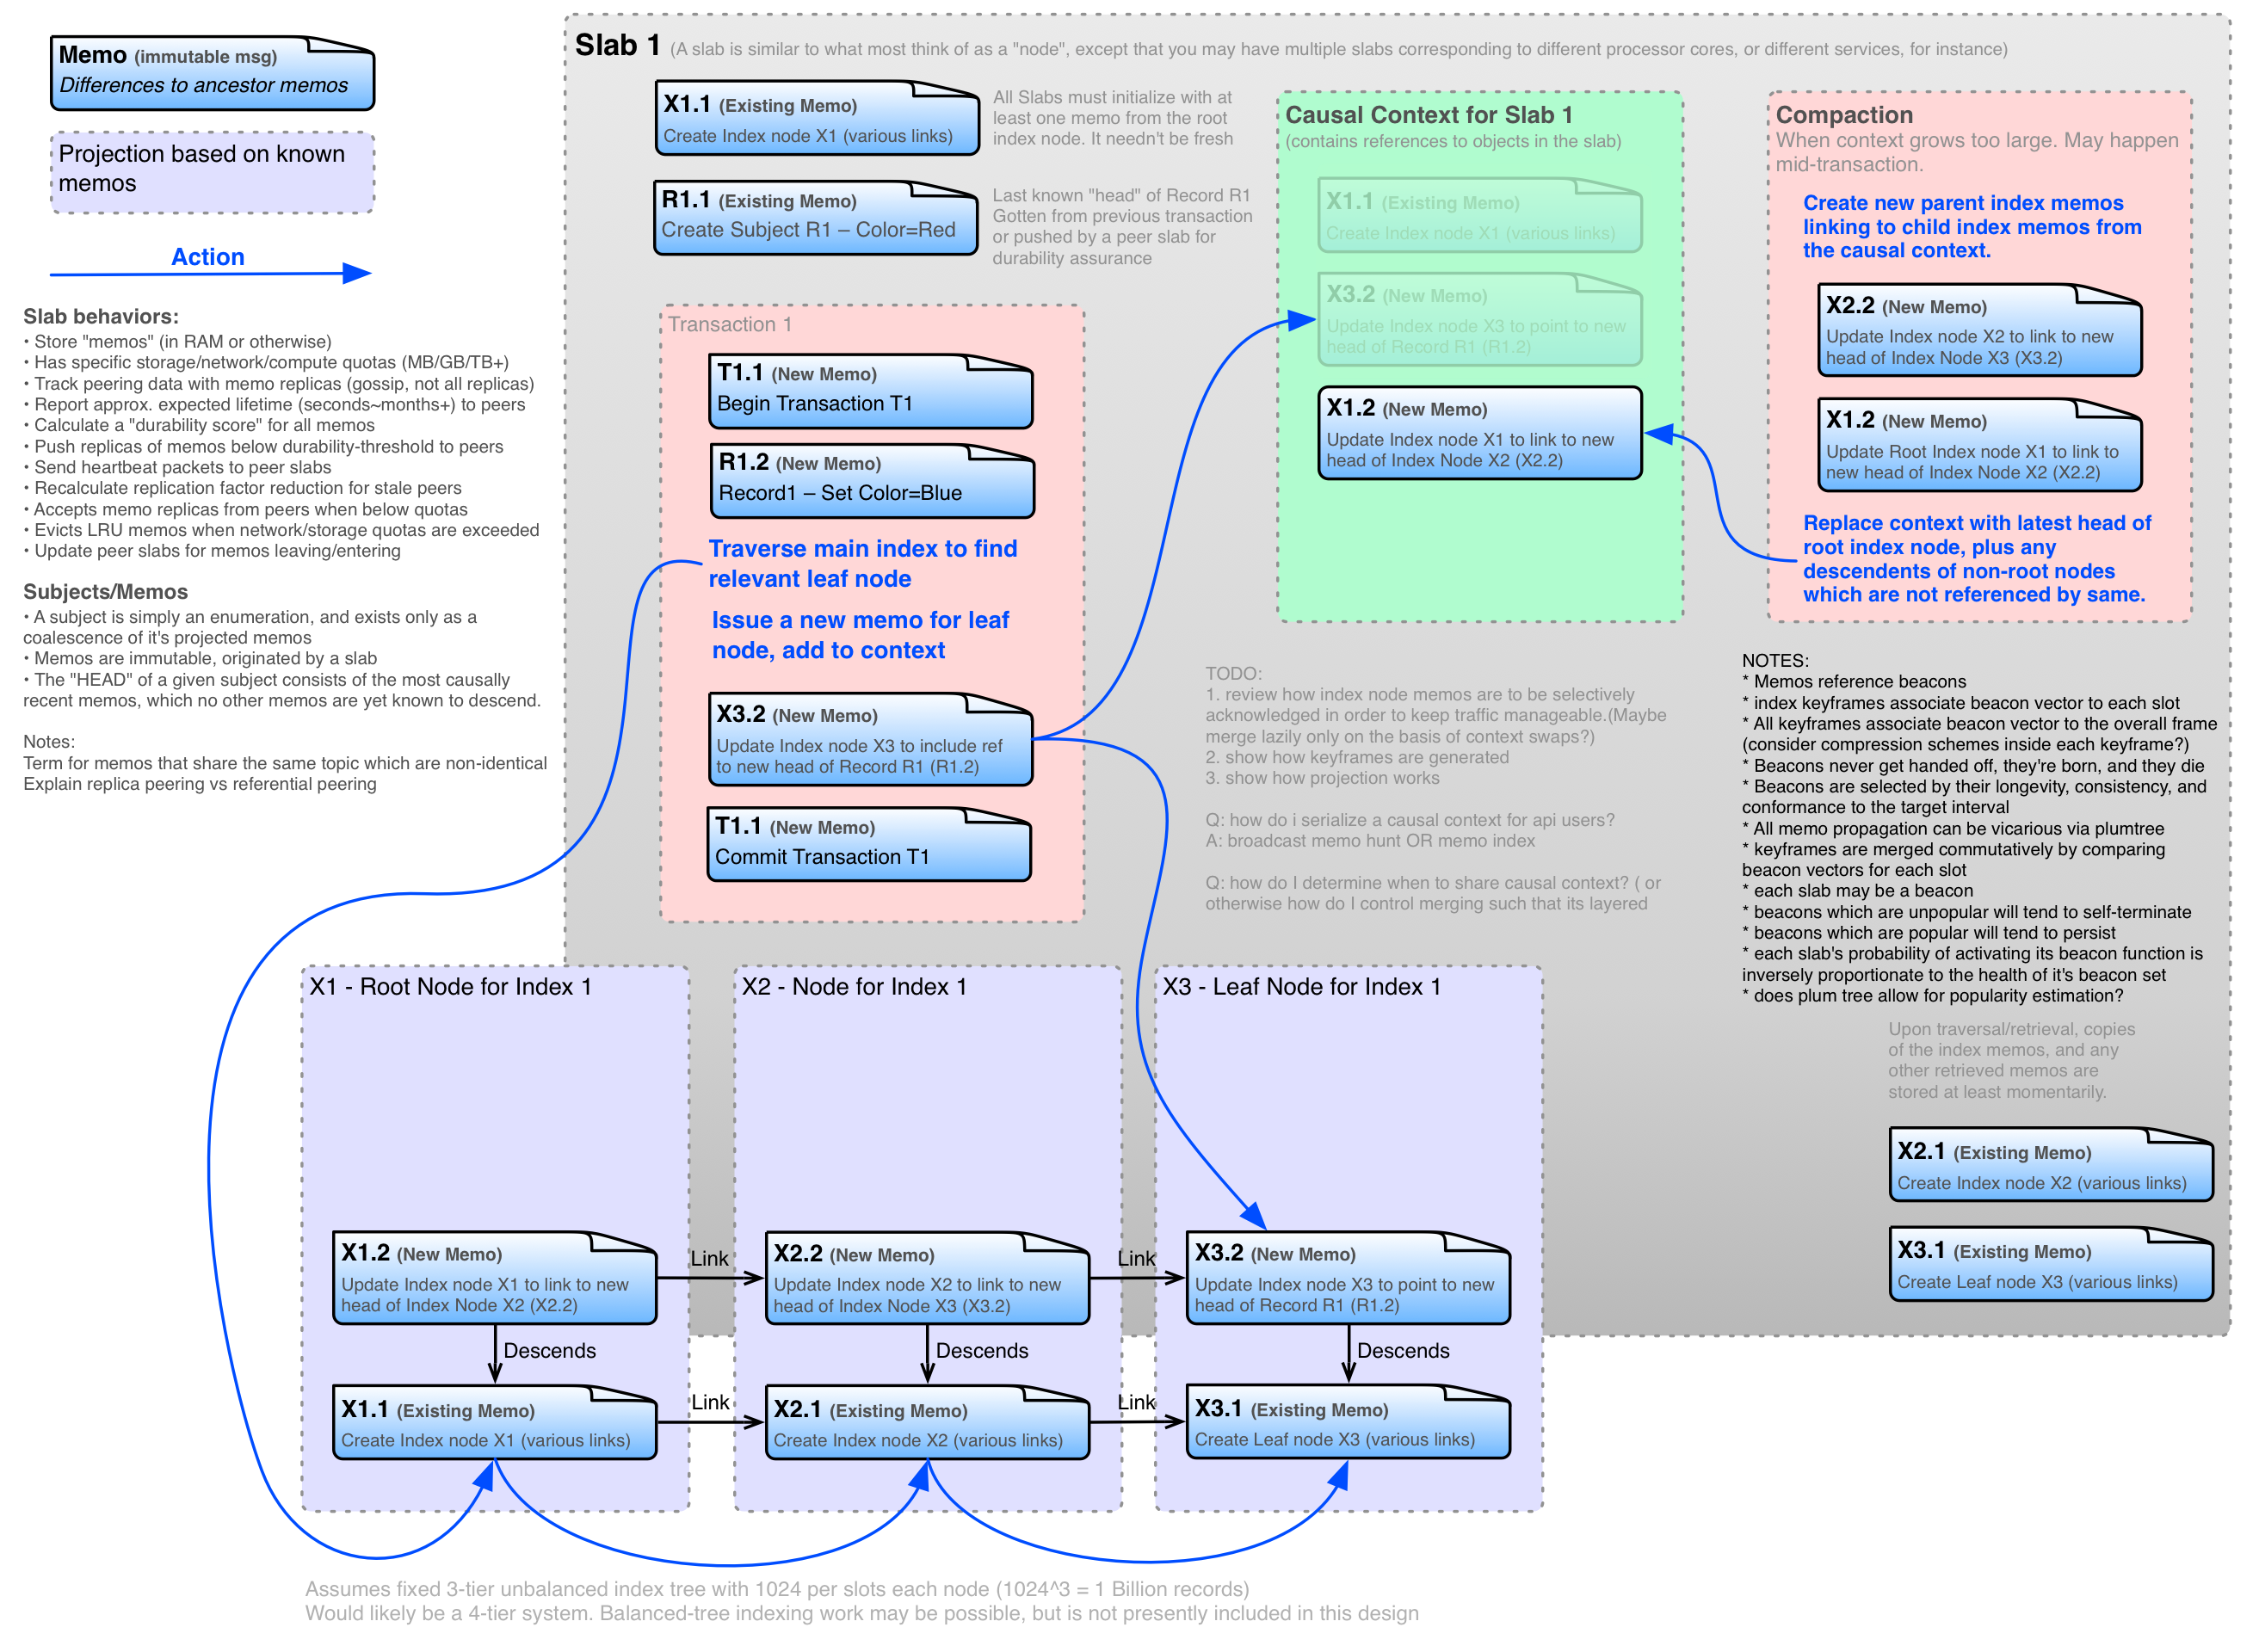 Memo (immutable msg)
Differences to ancestor memos
Projection based on known
memos
Action
Slab behaviors:
• Store "memos" (in RAM or otherwise)
• Has specific storage/network/compute quotas (MB/GB/TB+)
• Track peering data with memo replicas (gossip, not all replicas)
• Report approx. expected lifetime (seconds~months+) to peers
• Calculate a "durability score" for all memos
• Push replicas of memos below durability-threshold to peers
• Send heartbeat packets to peer slabs
• Recalculate replication factor reduction for stale peers
• Accepts memo replicas from peers when below quotas
• Evicts LRU memos when network/storage quotas are exceeded
• Update peer slabs for memos leaving/entering
Subjects/Memos
• A subject is simply an enumeration, and exists only as a
coalescence of it's projected memos
• Memos are immutable, originated by a slab
• The "HEAD" of a given subject consists of the most causally
recent memos, which no other memos are yet known to descend.
Notes:
Term for memos that share the same topic which are non-identical
Explain replica peering vs referential peering
Slab 1 (A slab is similar to what most think of as a "node", except that you may have multiple slabs corresponding to different processor cores, or different services, for instance)
X1.1 (Existing Memo)
Create Index node X1 (various links)
All Slabs must initialize with at
least one memo from the root
index node. It needn't be fresh
R1.1 (Existing Memo)
Create Subject R1 – Color=Red
Last known "head" of Record R1
Gotten from previous transaction
or pushed by a peer slab for
durability assurance
Transaction 1
T1.1 (New Memo)
Begin Transaction T1
R1.2 (New Memo)
Record1 – Set Color=Blue
Traverse main index to find
relevant leaf node
Issue a new memo for leaf
node, add to context
X3.2 (New Memo)
Update Index node X3 to include ref
to new head of Record R1 (R1.2)
T1.1 (New Memo)
Commit Transaction T1
Causal Context for Slab 1
(contains references to objects in the slab)
X1.1 (Existing Memo)
Create Index node X1 (various links)
X3.2 (New Memo)
Update Index node X3 to point to new
head of Record R1 (R1.2)
X1.2 (New Memo)
Update Index node X1 to link to new
head of Index Node X2 (X2.2)
Compaction
When context grows too large. May happen
mid-transaction.
Create new parent index memos
linking to child index memos from
the causal context.
X2.2 (New Memo)
Update Index node X2 to link to new
head of Index Node X3 (X3.2)
X1.2 (New Memo)
Update Root Index node X1 to link to
new head of Index Node X2 (X2.2)
Replace context with latest head of
root index node, plus any
descendents of non-root nodes
which are not referenced by same.
TODO:
1. review how index node memos are to be selectively
acknowledged in order to keep traffic manageable.(Maybe
merge lazily only on the basis of context swaps?)
2. show how keyframes are generated
3. show how projection works
Q: how do i serialize a causal context for api users?
A: broadcast memo hunt OR memo index
Q: how do I determine when to share causal context? ( or
otherwise how do I control merging such that its layered
NOTES:
* Memos reference beacons
* index keyframes associate beacon vector to each slot
* All keyframes associate beacon vector to the overall frame
(consider compression schemes inside each keyframe?)
* Beacons never get handed off, they're born, and they die
* Beacons are selected by their longevity, consistency, and
conformance to the target interval
* All memo propagation can be vicarious via plumtree
* keyframes are merged commutatively by comparing
beacon vectors for each slot
* each slab may be a beacon
* beacons which are unpopular will tend to self-terminate
* beacons which are popular will tend to persist
* each slab's probability of activating its beacon function is
inversely proportionate to the health of it's beacon set
* does plum tree allow for popularity estimation?
Upon traversal/retrieval, copies
of the index memos, and any
other retrieved memos are
stored at least momentarily.
X2.1 (Existing Memo)
Create Index node X2 (various links)
X3.1 (Existing Memo)
Create Leaf node X3 (various links)
X1 - Root Node for Index 1
X1.2 (New Memo)
Update Index node X1 to link to new
head of Index Node X2 (X2.2)
Descends
X1.1 (Existing Memo)
Create Index node X1 (various links)
Link
Link
X2 - Node for Index 1
X2.2 (New Memo)
Update Index node X2 to link to new
head of Index Node X3 (X3.2)
Descends
X2.1 (Existing Memo)
Create Index node X2 (various links)
Link
Link
X3 - Leaf Node for Index 1
X3.2 (New Memo)
Update Index node X3 to point to new
head of Record R1 (R1.2)
Descends
X3.1 (Existing Memo)
Create Leaf node X3 (various links)
Assumes fixed 3-tier unbalanced index tree with 1024 per slots each node (1024^3 = 1 Billion records)
Would likely be a 4-tier system. Balanced-tree indexing work may be possible, but is not presently included in this design